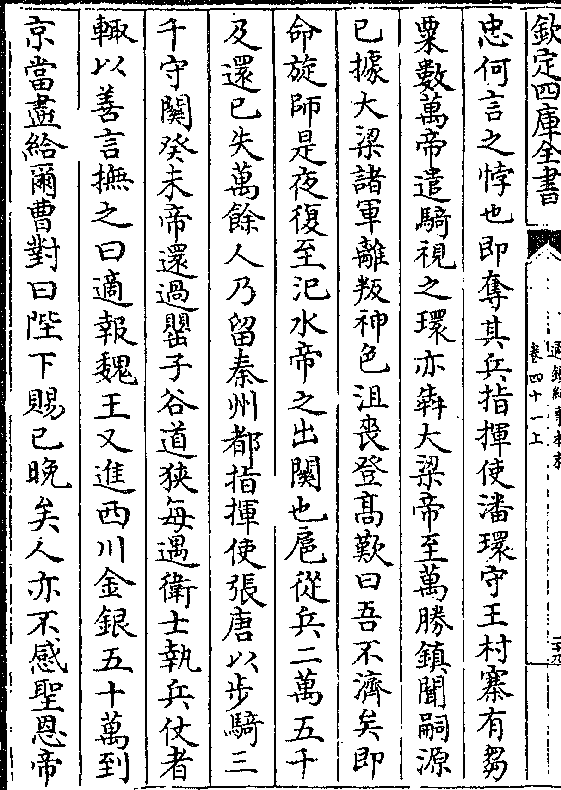 欽定四庫全書
卷四十一上
忠何言之悖也即奪其兵指揮使潘環守王村寨有芻
粟數萬帝遣騎視之環亦犇大梁帝至萬勝鎮聞嗣源
已據大梁諸軍離叛神色沮喪登髙歎曰吾不濟矣即
命旋師是夜復至汜水帝之出關也扈從兵二萬五千
及還已失萬餘人乃留秦州都指揮使張唐以步騎三
千守關癸未帝還過罌子谷道狹每遇衛士執兵仗者
輙以善言撫之曰適報魏王又進西川金銀五十萬到
京當盡給爾曹對曰陛下賜已晚矣人亦不感聖恩帝